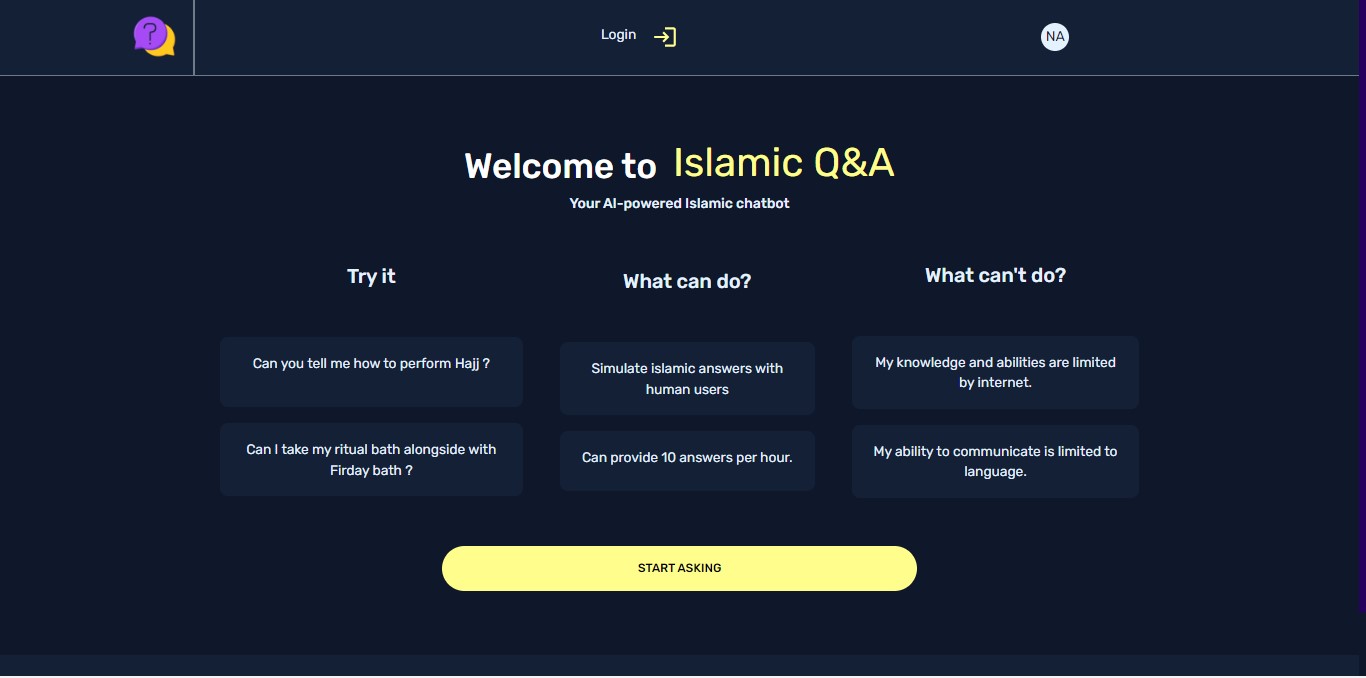 ?
Login
NA
Welcome to Islamic Q&A
Your AI-powered Islamic chatbot
Try it
Can you tell me how to perform Hajj ?
Can I take my ritual bath alongside with
Firday bath ?
What can do?
Simulate islamic answers with
human users
Can provide 10 answers per hour.
What can't do?
My knowledge and abilities are limited
by internet.
My ability to communicate is limited to
language.
START ASKING